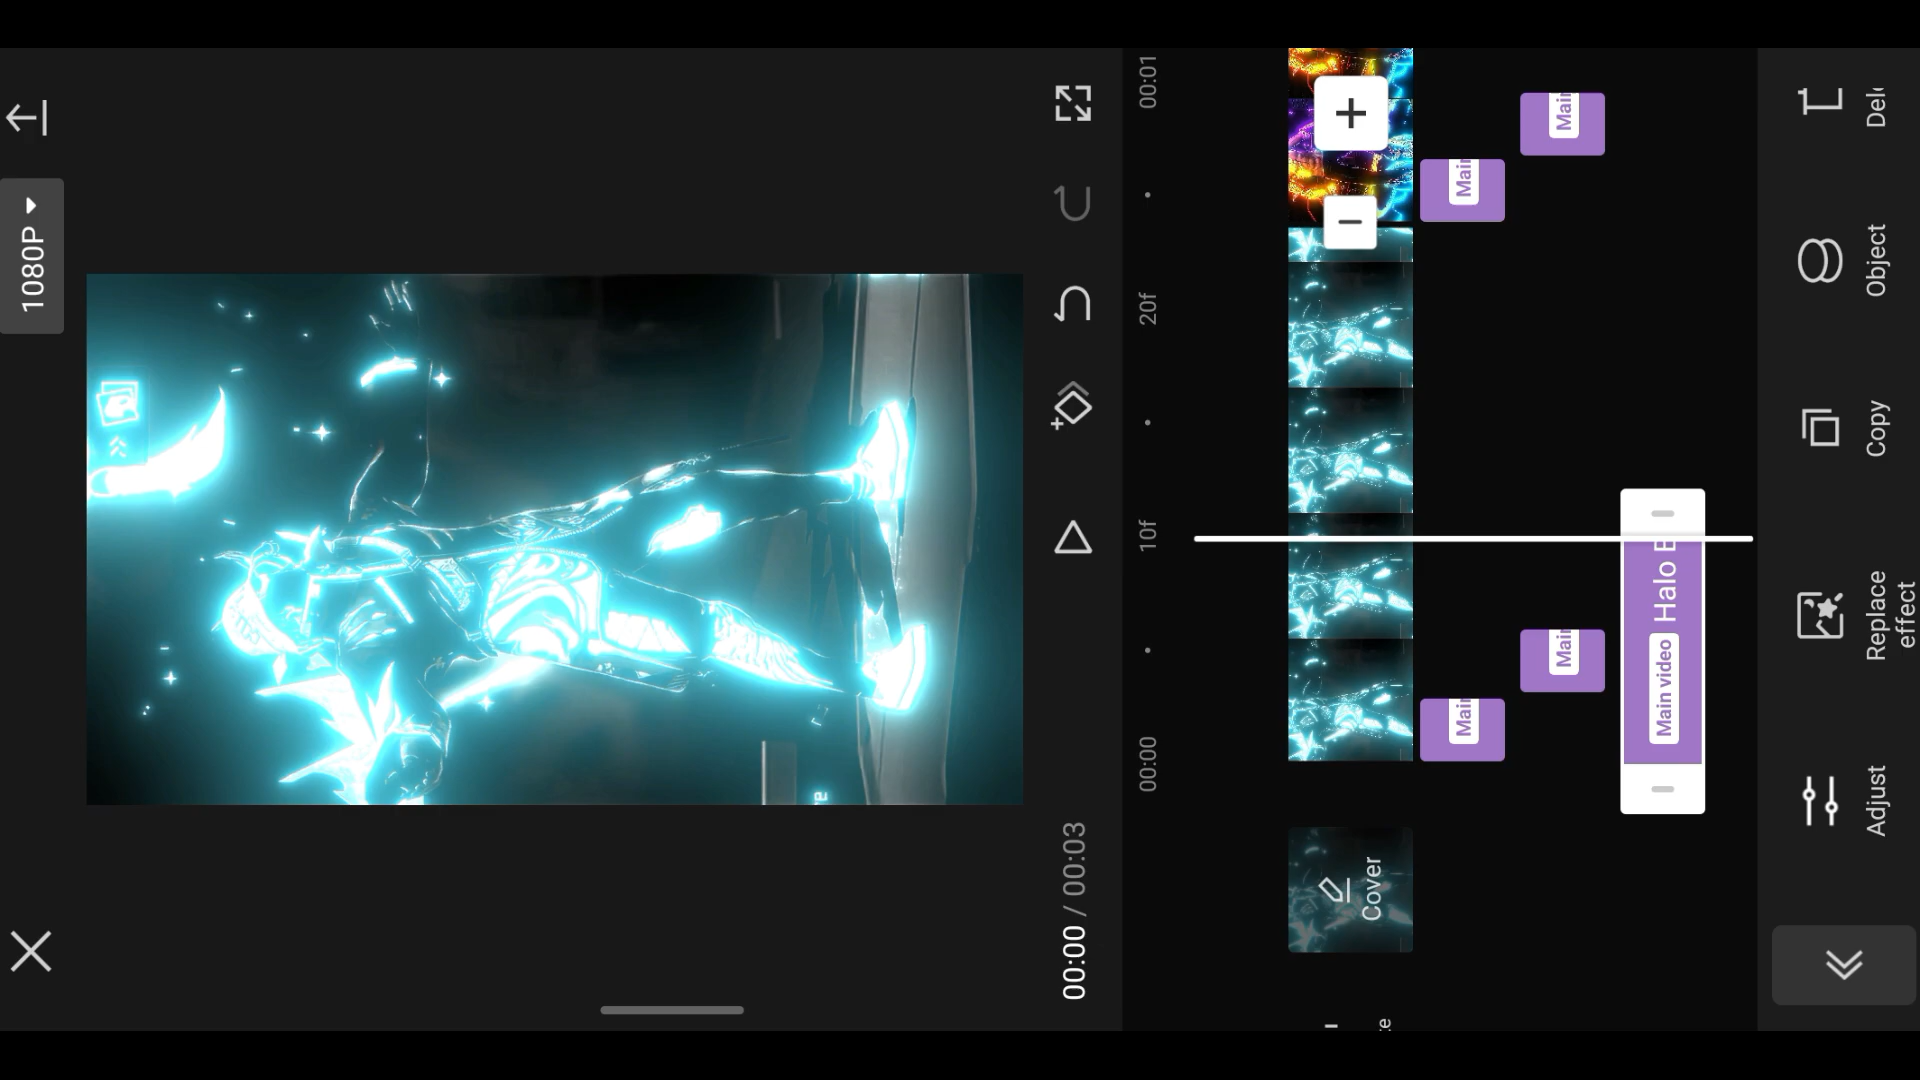 1080P
00:00 / 00:03
00:00
10f
20f
00:01
Cover
Main video
Halo
Adjust
Replace
effect
Copy
Object